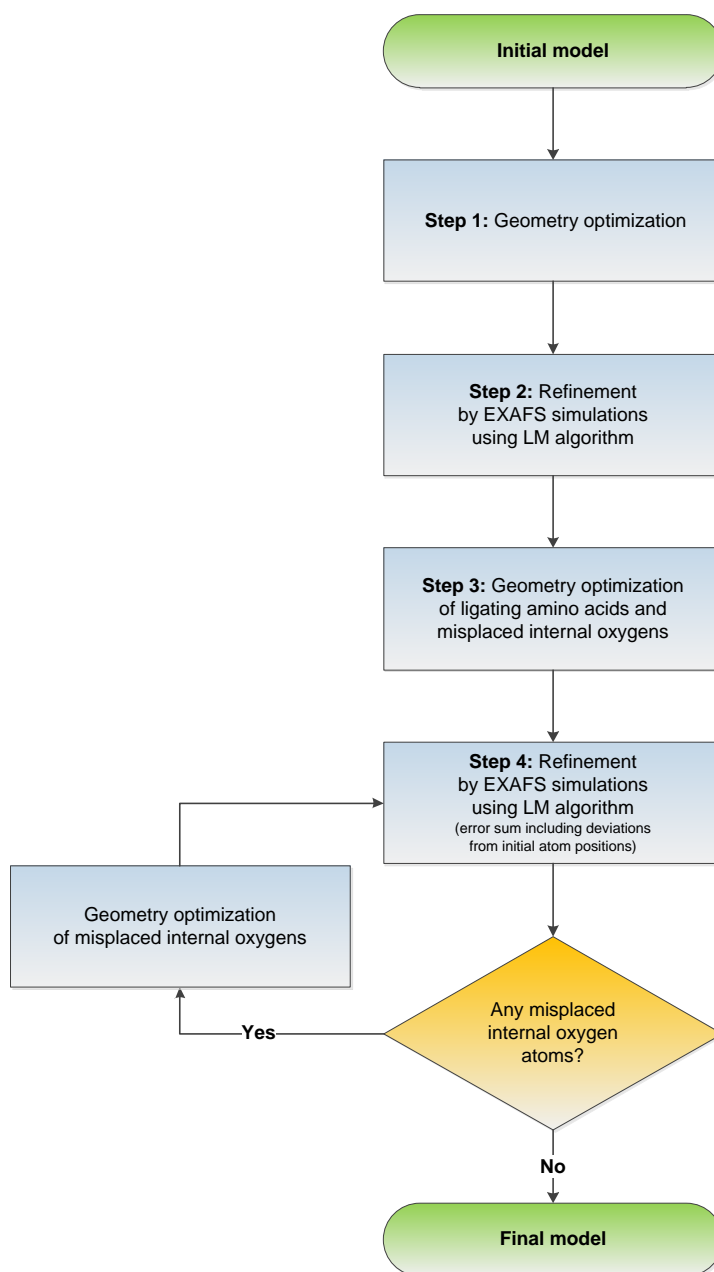 Initial model
Step 1: Geometry optimization
Step 2: Refinement
by EXAFS simulations
using LM algorithm
Step 3: Geometry optimization
of ligating amino acids and
misplaced internal oxygens
Step 4: Refinement
by EXAFS simulations
using LM algorithm
(error sum including deviations
from initial atom positions)
Geometry optimization
of misplaced internal oxygens
Any misplaced
internal oxygen
atoms?
Yes
No
Final model